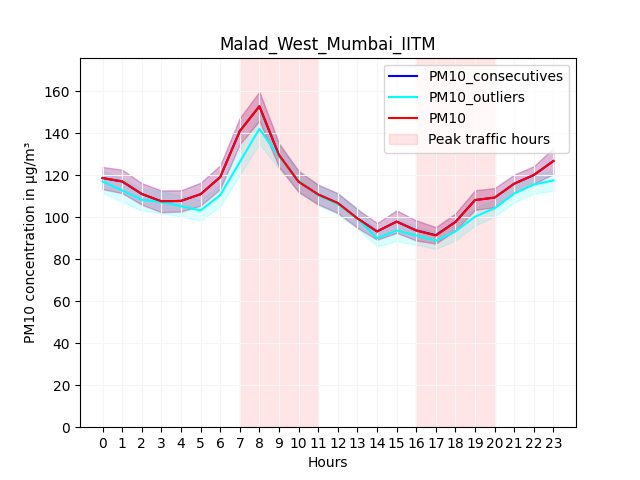 Malad_West_Mumbai_IITM
PM10_consecutives
PM10_outliers
PM10
Peak traffic hours
PM10 concentration in µg/m³
160
140
120
100
80
60
40
20
0
0 1 2 3 4 5 6 7 8 9 10 11 12 13 14 15 16 17 18 19 20 21 22 23
Hours